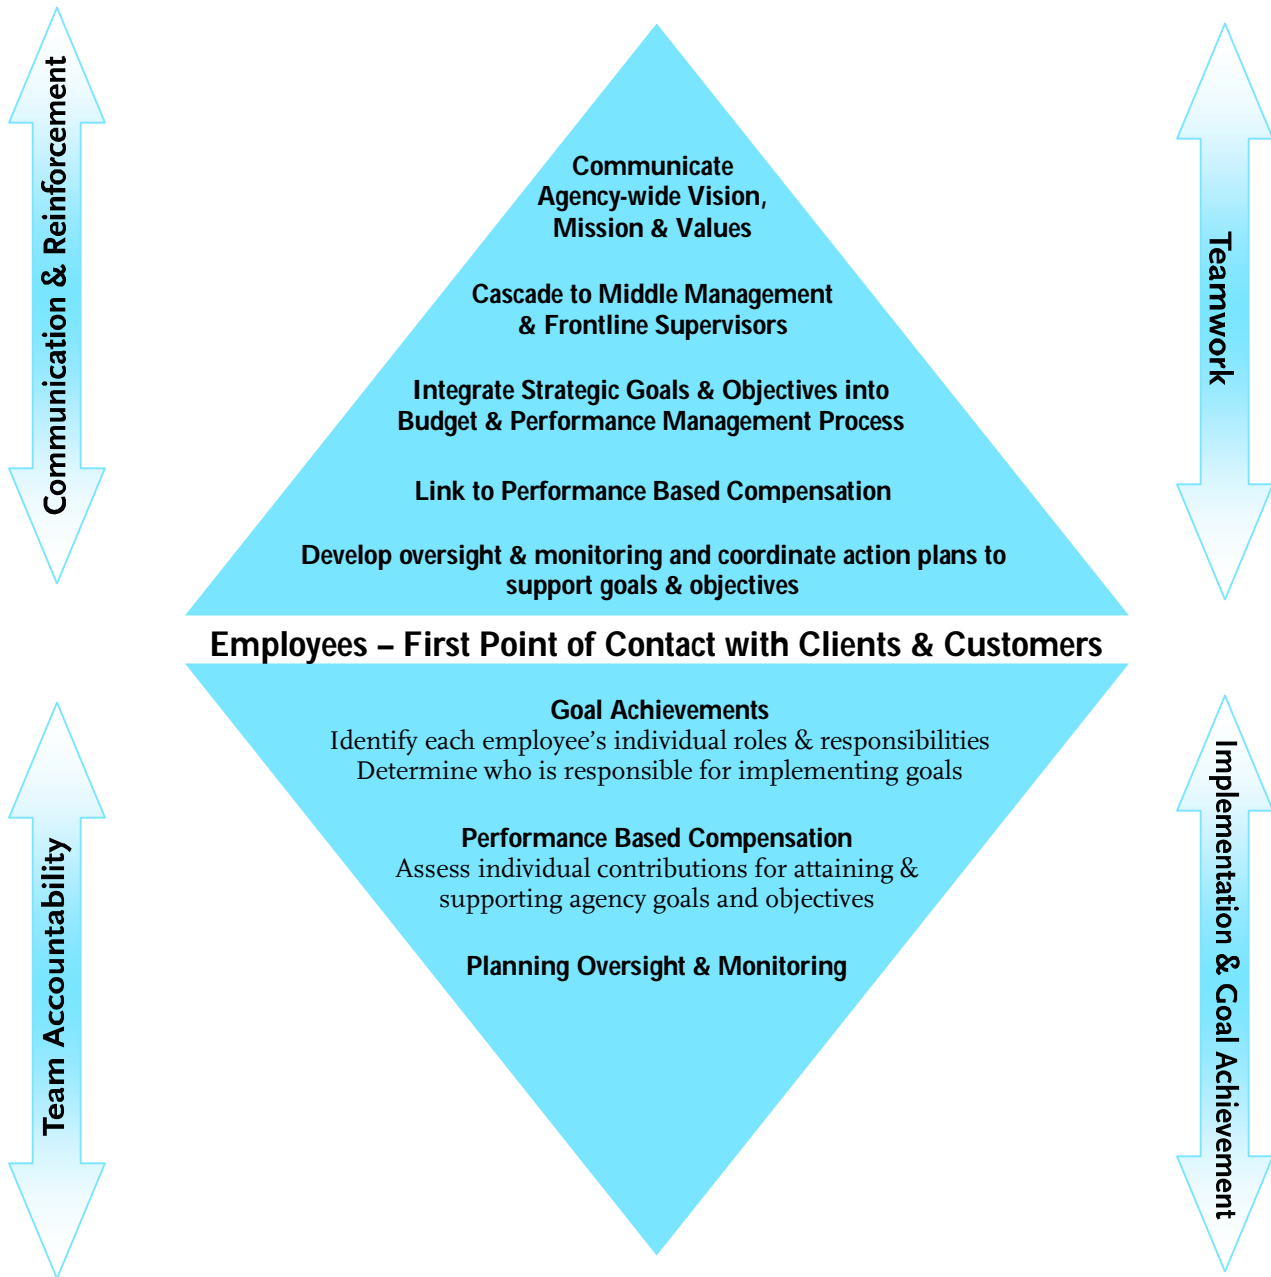 Communication & Reinforcement
Teamwork
Communicate
Agency-wide Vision,
Mission & Values
Cascade to Middle Management
& Frontline Supervisors
Integrate Strategic Goals & Objectives into
Budget & Performance Management Process
Link to Performance Based Compensation
Develop oversight & monitoring and coordinate action plans to
support goals & objectives
Employees – First Point of Contact with Clients & Customers
Team Accountability
Implementation & Goal Achievement
Goal Achievements
Identify each employee’s individual roles & responsibilities
Determine who is responsible for implementing goals
Performance Based Compensation
Assess individual contributions for attaining &
supporting agency goals and objectives
Planning Oversight & Monitoring